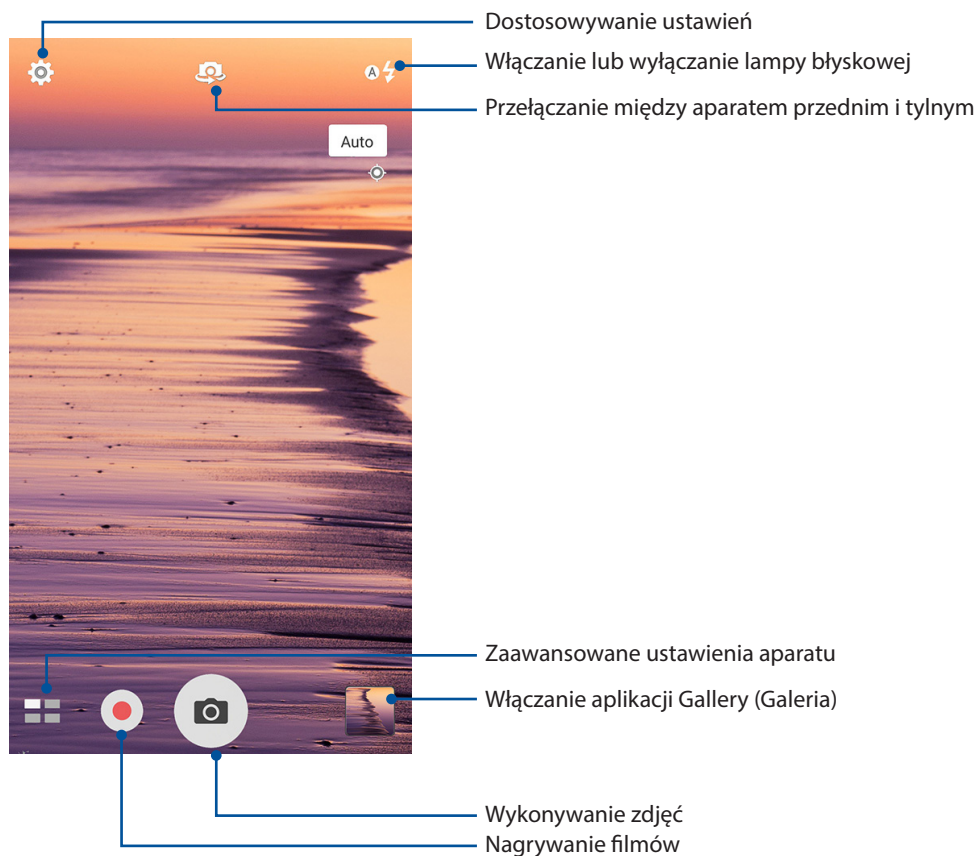 Dostosowywanie ustawień
Włączanie lub wyłączanie lampy błyskowej
A
Przełączanie między aparatem przednim i tylnym
Auto
Zaawansowane ustawienia aparatu
Włączanie aplikacji Gallery (Galeria)
Wykonywanie zdjęć
Nagrywanie filmów